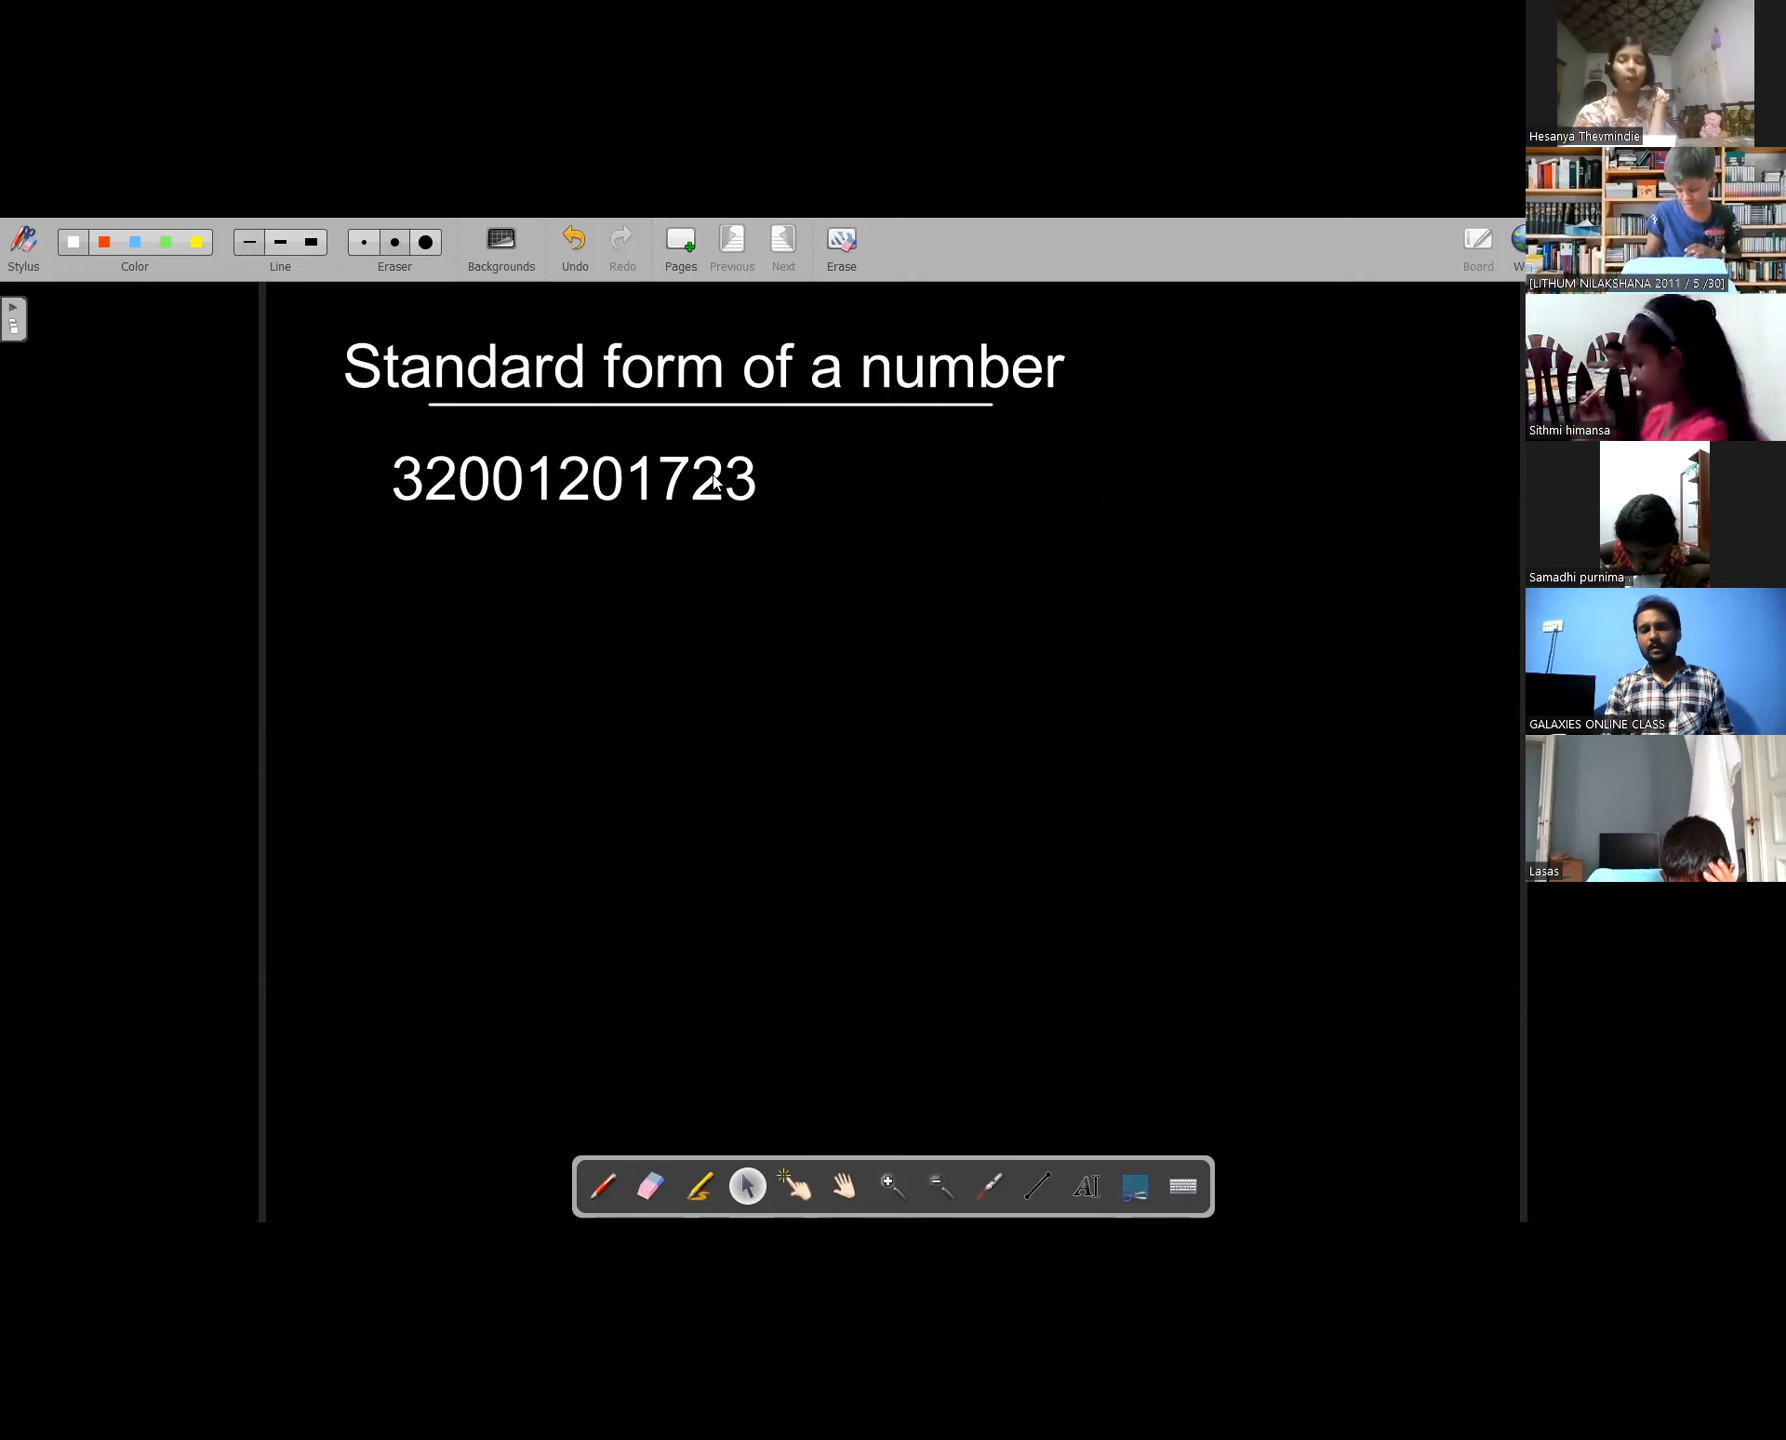 Stylus
Color
Line
Eraser
Backgrounds
Undo
Redo
Pages
Previous
Next
Erase
Board
Standard form of a number
32001201723
AI
Hesanya Thevmindie
[LITHUM NILAKSHANA 2011 / 5 /30]
Sithmi himansa
Samadhi purnima .
GALAXIES ONLINE CLASS
Lasas